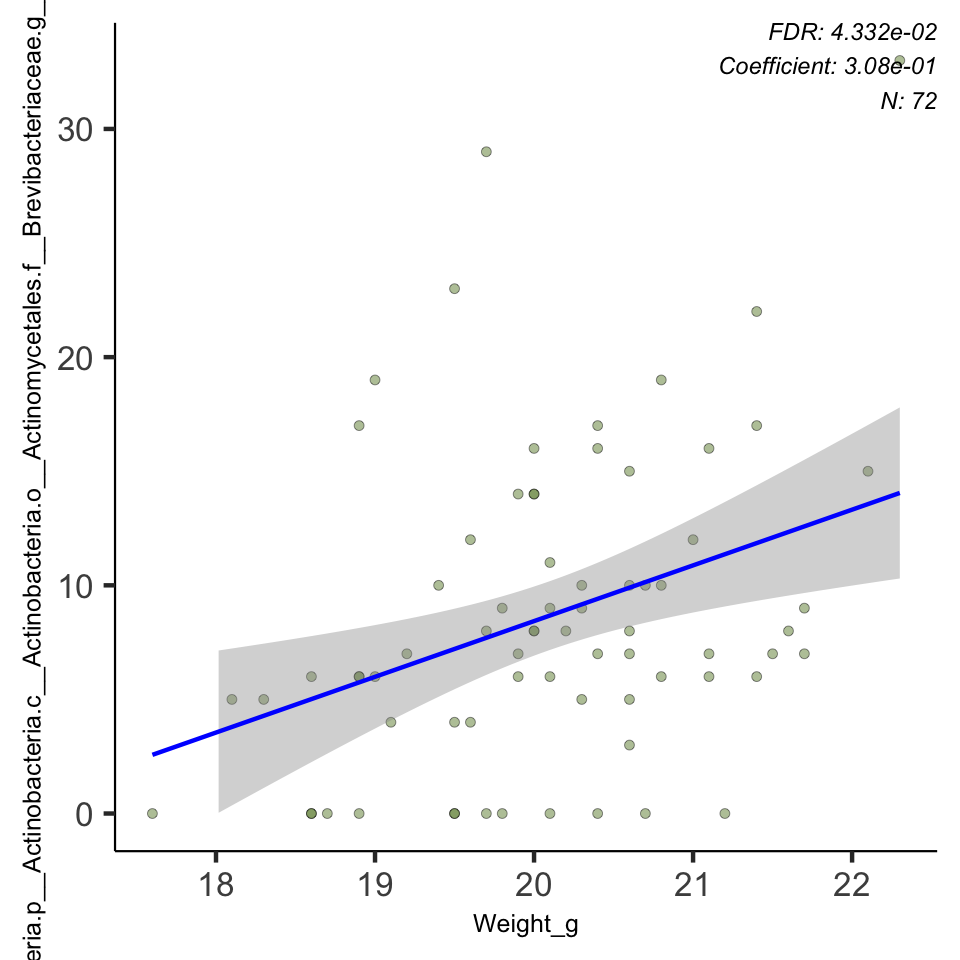 FDR: 4.332e-02
Coefficient: 3.08e-01
N: 72
eria.p__Actinobacteria.c__Actinobacteria.o__Actinomycetales.f__Brevibacteriaceae.g_
30
20
10
0
18 19 20 21 22
Weight_g